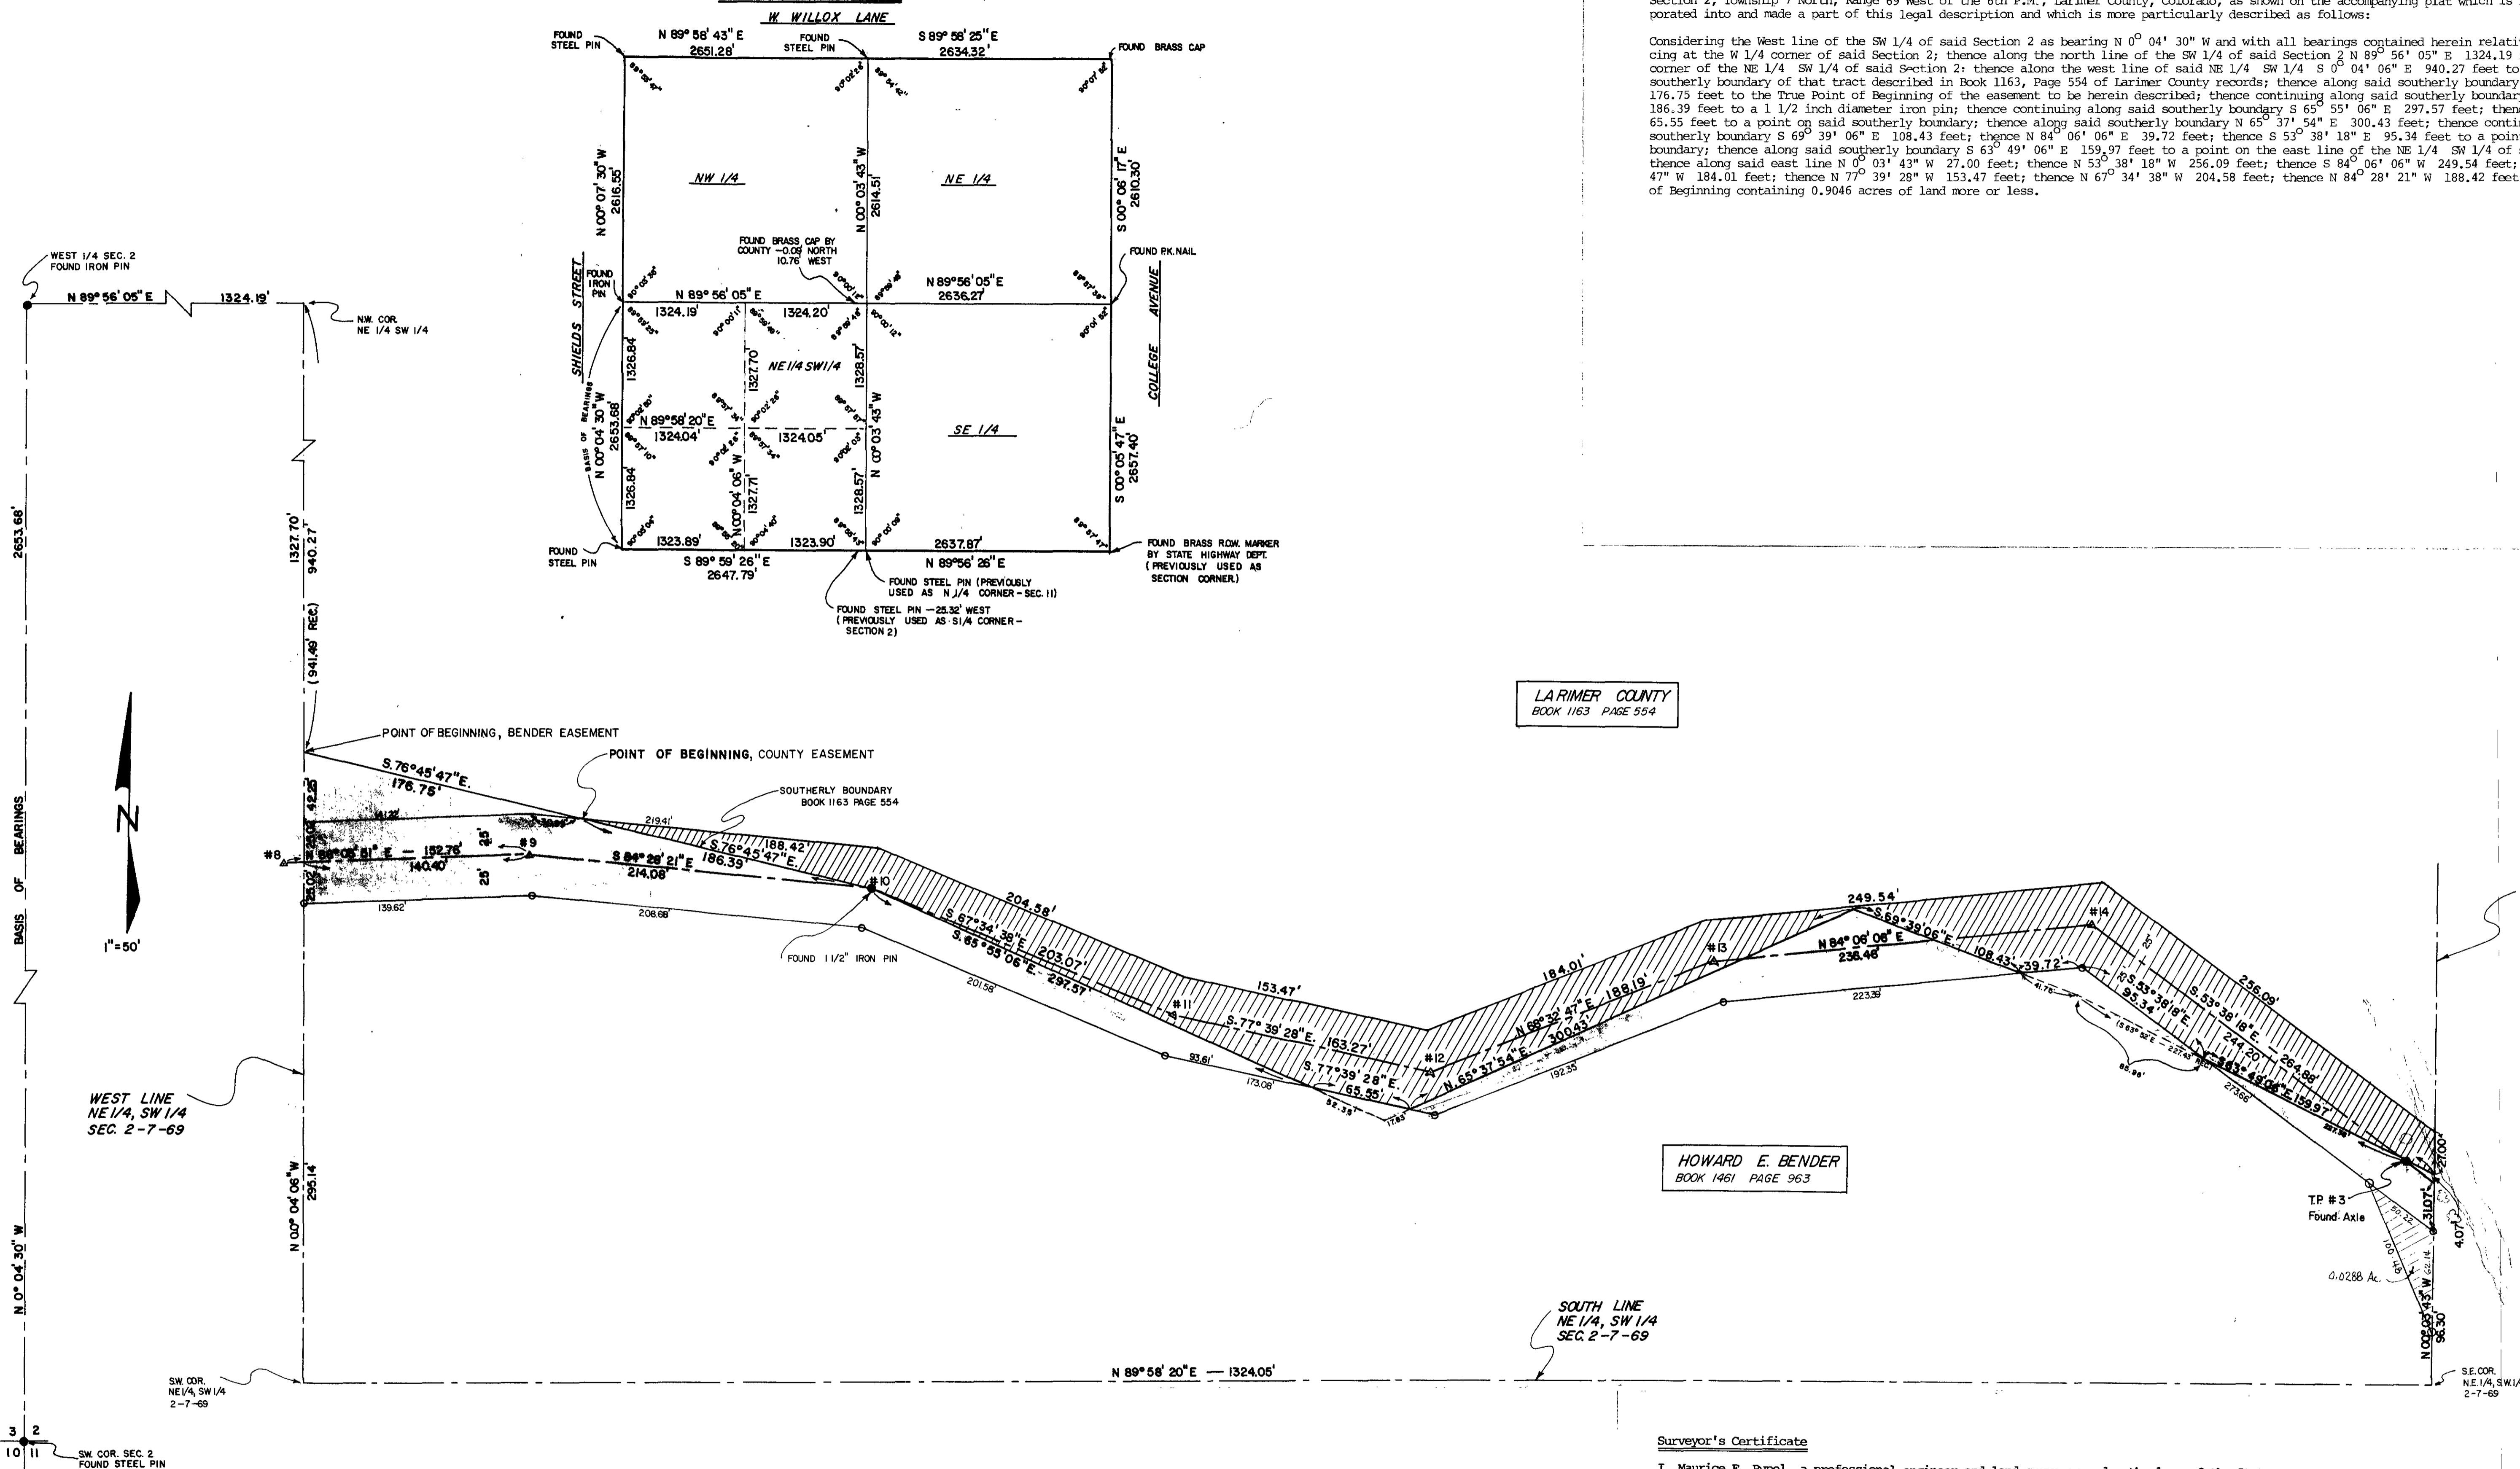 W. WILLOX LANE
FOUND
STEEL PIN
N 89° 58' 43" E
2651.28'
FOUND
STEEL PIN
S 89° 58' 25" E
2634.32'
FOUND BRASS CAP
N 00° 07' 30" W
2616.55'
NW 1/4
N 00° 03' 43" W
2614.51'
NE 1/4
S 00° 06' 17" E
2610.30'
FOUND BRASS CAP BY
COUNTY -0.09' NORTH
10.76' WEST
FOUND P.K. NAIL
SHIELDS STREET
FOUND
IRON
PIN
N 89° 56' 05" E
1324.19'
1324.20'
N 89° 56' 05" E
2636.27'
COLLEGE AVENUE
1326.84'
1327.70'
NE 1/4 SW 1/4
1328.57'
BASIS OF BEARINGS
N 00° 04' 30" W
2653.68'
N 89° 58' 20" E
1324.04'
1324.05'
N 00° 03' 43" W
SE 1/4
S 00° 05' 47" E
2657.40'
1326.84'
N 00° 04' 06" W
1327.71'
1328.57'
FOUND
STEEL PIN
1323.89'
1323.90'
S 89° 59' 26" E
2647.79'
2637.87'
N 89° 56' 26" E
FOUND BRASS R.O.W. MARKER
BY STATE HIGHWAY DEPT.
(PREVIOUSLY USED AS
SECTION CORNER)
FOUND STEEL PIN (PREVIOUSLY
USED AS N 1/4 CORNER - SEC. 11)
FOUND STEEL PIN - 25.32' WEST
(PREVIOUSLY USED AS S1/4 CORNER -
SECTION 2)
Section 2, Township 7 North, Range 69 West of the 6th P.M., Larimer County, Colorado, as shown on the accompanying plat which is
porated into and made a part of this legal description and which is more particularly described as follows:
Considering the West line of the SW 1/4 of said Section 2 as bearing N 0° 04' 30" W and with all bearings contained herein relati
cing at the W 1/4 corner of said Section 2; thence along the north line of the SW 1/4 of said Section 2 N 89° 56' 05" E 1324.19
corner of the NE 1/4 SW 1/4 of said Section 2: thence along the west line of said NE 1/4 SW 1/4 S 0° 04' 06" E 940.27 feet to
southerly boundary of that tract described in Book 1163, Page 554 of Larimer County records; thence along said southerly boundary
176.75 feet to the True Point of Beginning of the easement to be herein described; thence continuing along said southerly boundar
186.39 feet to a 1 1/2 inch diameter iron pin; thence continuing along said southerly boundary S 65° 55' 06" E 297.57 feet; then
65.55 feet to a point on said southerly boundary; thence along said southerly boundary N 65° 37' 54" E 300.43 feet; thence conti
southerly boundary S 69° 39' 06" E 108.43 feet; thence N 84° 06' 06" E 39.72 feet; thence S 53° 38' 18" E 95.34 feet to a poin
boundary; thence along said southerly boundary S 63° 49' 06" E 159.97 feet to a point on the east line of the NE 1/4 SW 1/4 of
thence along said east line N 0° 03' 43" W 27.00 feet; thence N 53° 38' 18" W 256.09 feet; thence S 84° 06' 06" W 249.54 feet;
47" W 184.01 feet; thence N 77° 39' 28" W 153.47 feet; thence N 67° 34' 38" W 204.58 feet; thence N 84° 28' 21" W 188.42 feet
of Beginning containing 0.9046 acres of land more or less.
WEST 1/4 SEC. 2
FOUND IRON PIN
N 89° 56' 05" E
1324.19'
N.W. COR.
NE 1/4 SW 1/4
2653.68'
1327.70'
940.27'
(941.49' REC.)
BASIS OF BEARINGS
N 0° 04' 30" W
N
1"=50'
LARIMER COUNTY
BOOK 1163 PAGE 554
POINT OF BEGINNING, BENDER EASEMENT
POINT OF BEGINNING, COUNTY EASEMENT
S. 76° 45' 47" E.
176.75'
SOUTHERLY BOUNDARY
BOOK 1163 PAGE 554
42.25'
219.41'
188.42'
S. 76° 45' 47" E.
186.39'
#8
152.76'
140.40'
25'
25'
25.02'
#9
S 84° 28' 21" E
214.08'
#10
139.62'
208.68'
FOUND 1 1/2" IRON PIN
204.58'
S. 67° 34' 38" E
203.07'
S. 65° 55' 06" E - 297.57'
201.58'
#11
153.47'
S. 77° 39' 28" E. 163.27'
93.61'
173.08'
S. 77° 39' 28" E.
65.55'
52.35'
17.83'
#12
184.01'
N 68° 32' 47" E 188.19'
N. 65° 37' 54" E. 300.43'
192.35'
#13
249.54'
S. 69° 39' 06" E.
108.43'
N 84° 06' 06" E
236.46'
39.72'
223.39'
#14
25'
256.09'
S. 53° 38' 18" E. - 264.88'
244.20'
S. 53° 38' 18" E.
95.34'
41.76'
85.96'
S 63° 49' 06" E 159.97'
273.66'
27.00'
T.P. #3
Found Axle
31.07'
4.07'
50.22
100.48
62.14
0.0288 Ac.
N 00° 03' 43" W
96.30'
WEST LINE
NE 1/4, SW 1/4
SEC. 2-7-69
N 00° 04' 06" W
295.14'
HOWARD E. BENDER
BOOK 1461 PAGE 963
SOUTH LINE
NE 1/4, SW 1/4
SEC. 2-7-69
N 89° 58' 20" E — 1324.05'
S.W. COR.
NE 1/4, SW 1/4
2-7-69
S.E. COR.
N.E. 1/4, S.W. 1/
2-7-69
3 2
10 11
S.W. COR. SEC. 2
FOUND STEEL PIN
Surveyor's Certificate